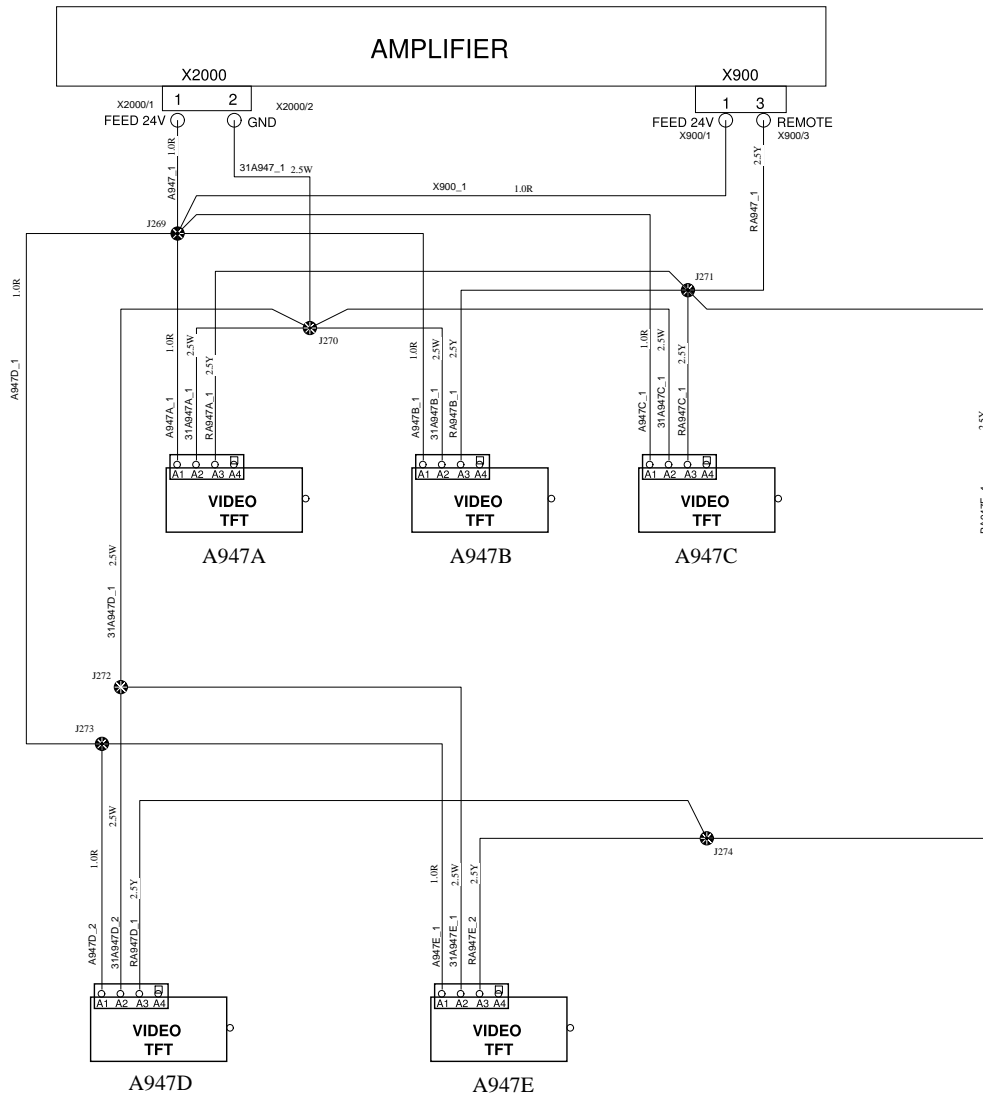 AMPLIFIER
X2000
X900
X2000/1
1
2
X2000/2
1
3
FEED 24V
GND
FEED 24V
REMOTE
X900/1
X900/3
1.0R
A947_1
31A947_1
2.5W
X900_1
1.0R
2.5Y
RA947_1
J269
J271
J270
1.0R
A947D_1
1.0R
2.5W
2.5Y
A947A_1
31A947A_1
RA947A_1
1.0R
2.5W
2.5Y
A947B_1
31A947B_1
RA947B_1
1.0R
2.5W
2.5Y
A947C_1
31A947C_1
RA947C_1
2.5Y
A1 A2 A3 A4
A1 A2 A3 A4
A1 A2 A3 A4
VIDEO
TFT
VIDEO
TFT
VIDEO
TFT
A947A
A947B
A947C
2.5W
31A947D_1
J272
J273
J274
1.0R
2.5W
2.5Y
A947D_2
31A947D_2
RA947D_1
1.0R
2.5W
2.5Y
A947E_1
31A947E_1
RA947E_2
A1 A2 A3 A4
A1 A2 A3 A4
VIDEO
TFT
VIDEO
TFT
A947D
A947E